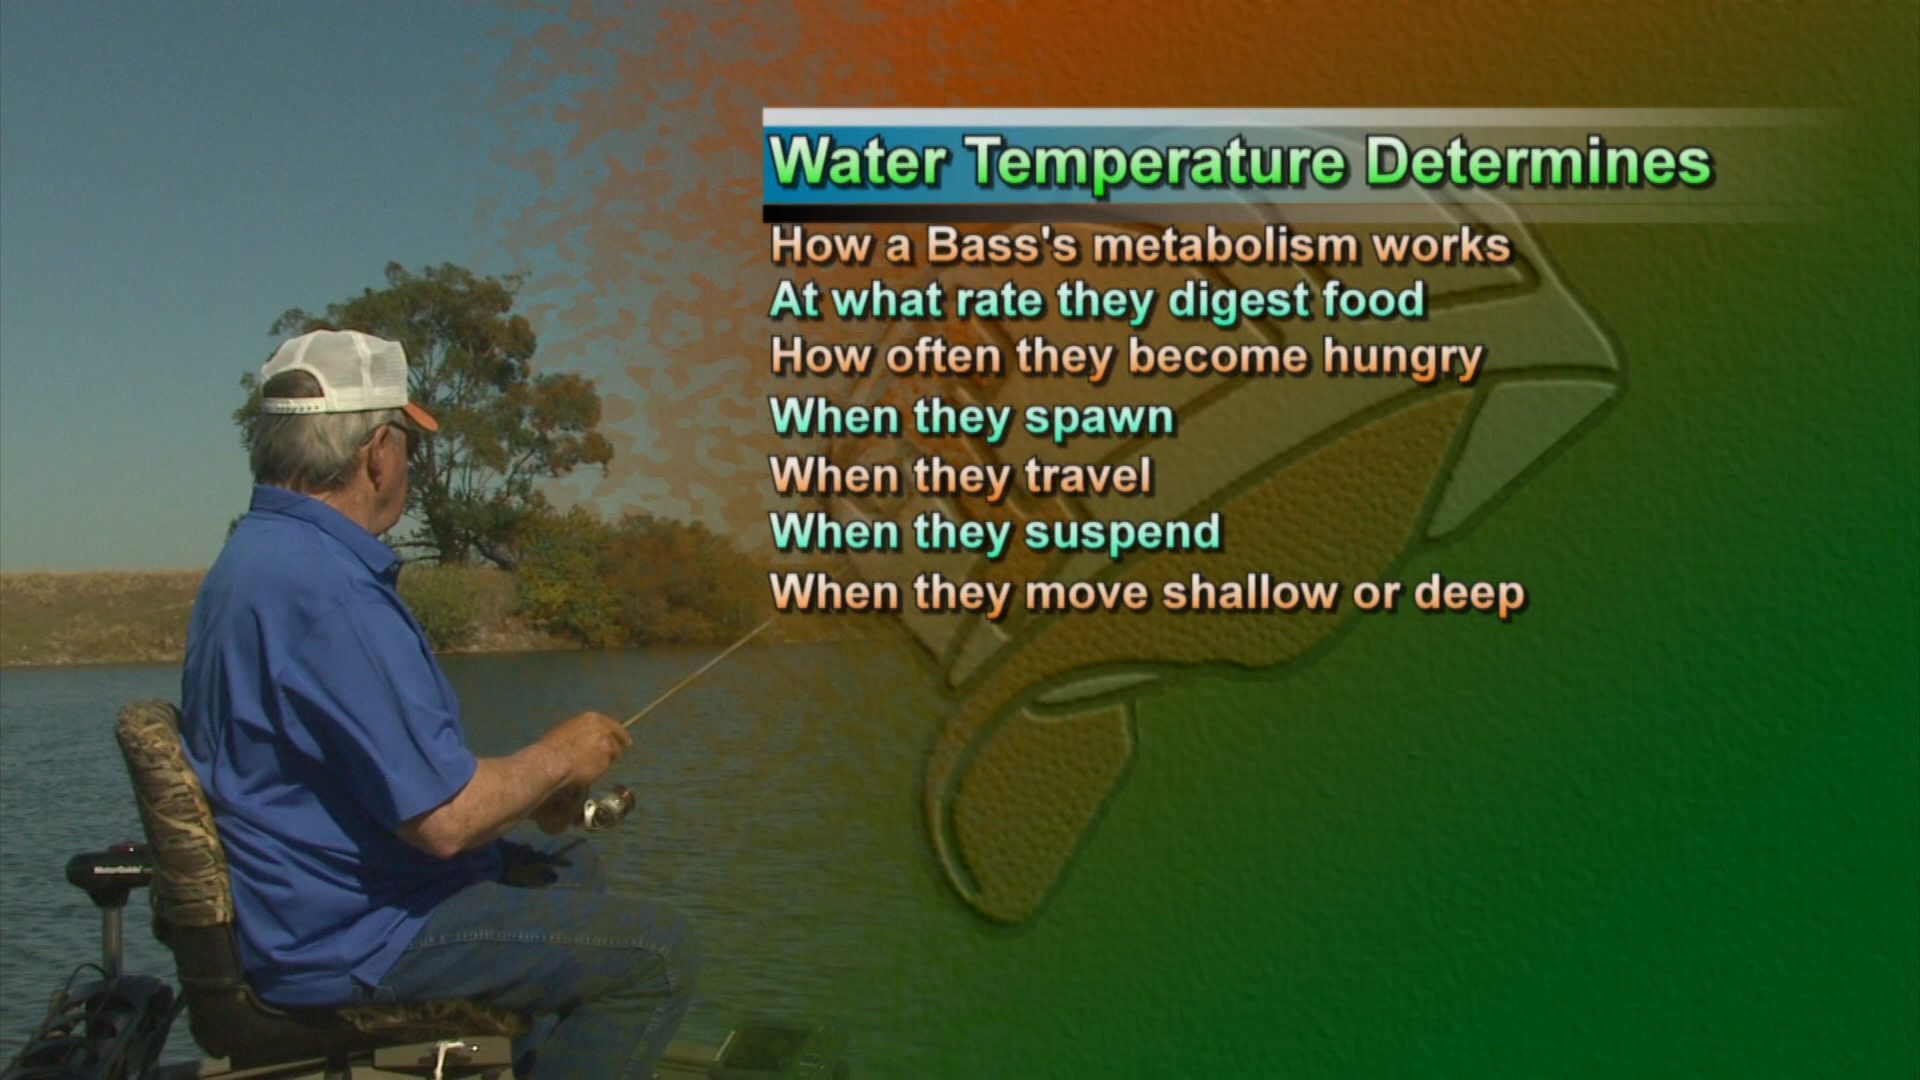 Water Temperature Determines
How a Bass's metabolism works
At what rate they digest food
How often they become hungry
When they spawn
When they travel
When they suspend
When they move shallow or deep
MotorGuide